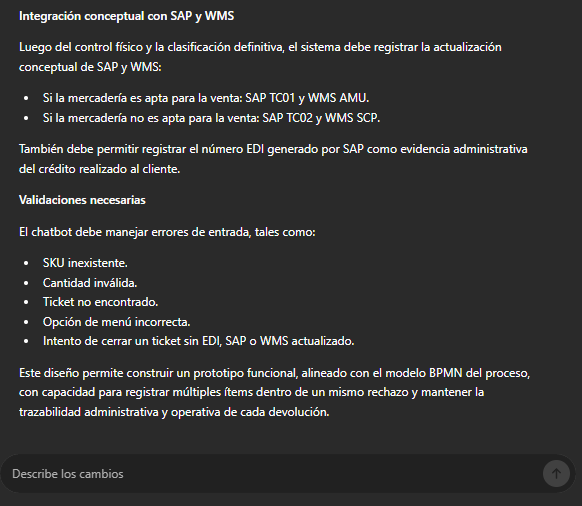 Integración conceptual con SAP y WMS
Luego del control físico y la clasificación definitiva, el sistema debe registrar la actualización
conceptual de SAP y WMS:
• Si la mercadería es apta para la venta: SAP TC01 y WMS AMU.
• Si la mercadería no es apta para la venta: SAP TC02 y WMS SCP.
También debe permitir registrar el número EDI generado por SAP como evidencia administrativa
del crédito realizado al cliente.
Validaciones necesarias
El chatbot debe manejar errores de entrada, tales como:
• SKU inexistente.
• Cantidad inválida.
• Ticket no encontrado.
• Opción de menú incorrecta.
• Intento de cerrar un ticket sin EDI, SAP o WMS actualizado.
Este diseño permite construir un prototipo funcional, alineado con el modelo BPMN del proceso,
con capacidad para registrar múltiples ítems dentro de un mismo rechazo y mantener la
trazabilidad administrativa y operativa de cada devolución.
Describe los cambios